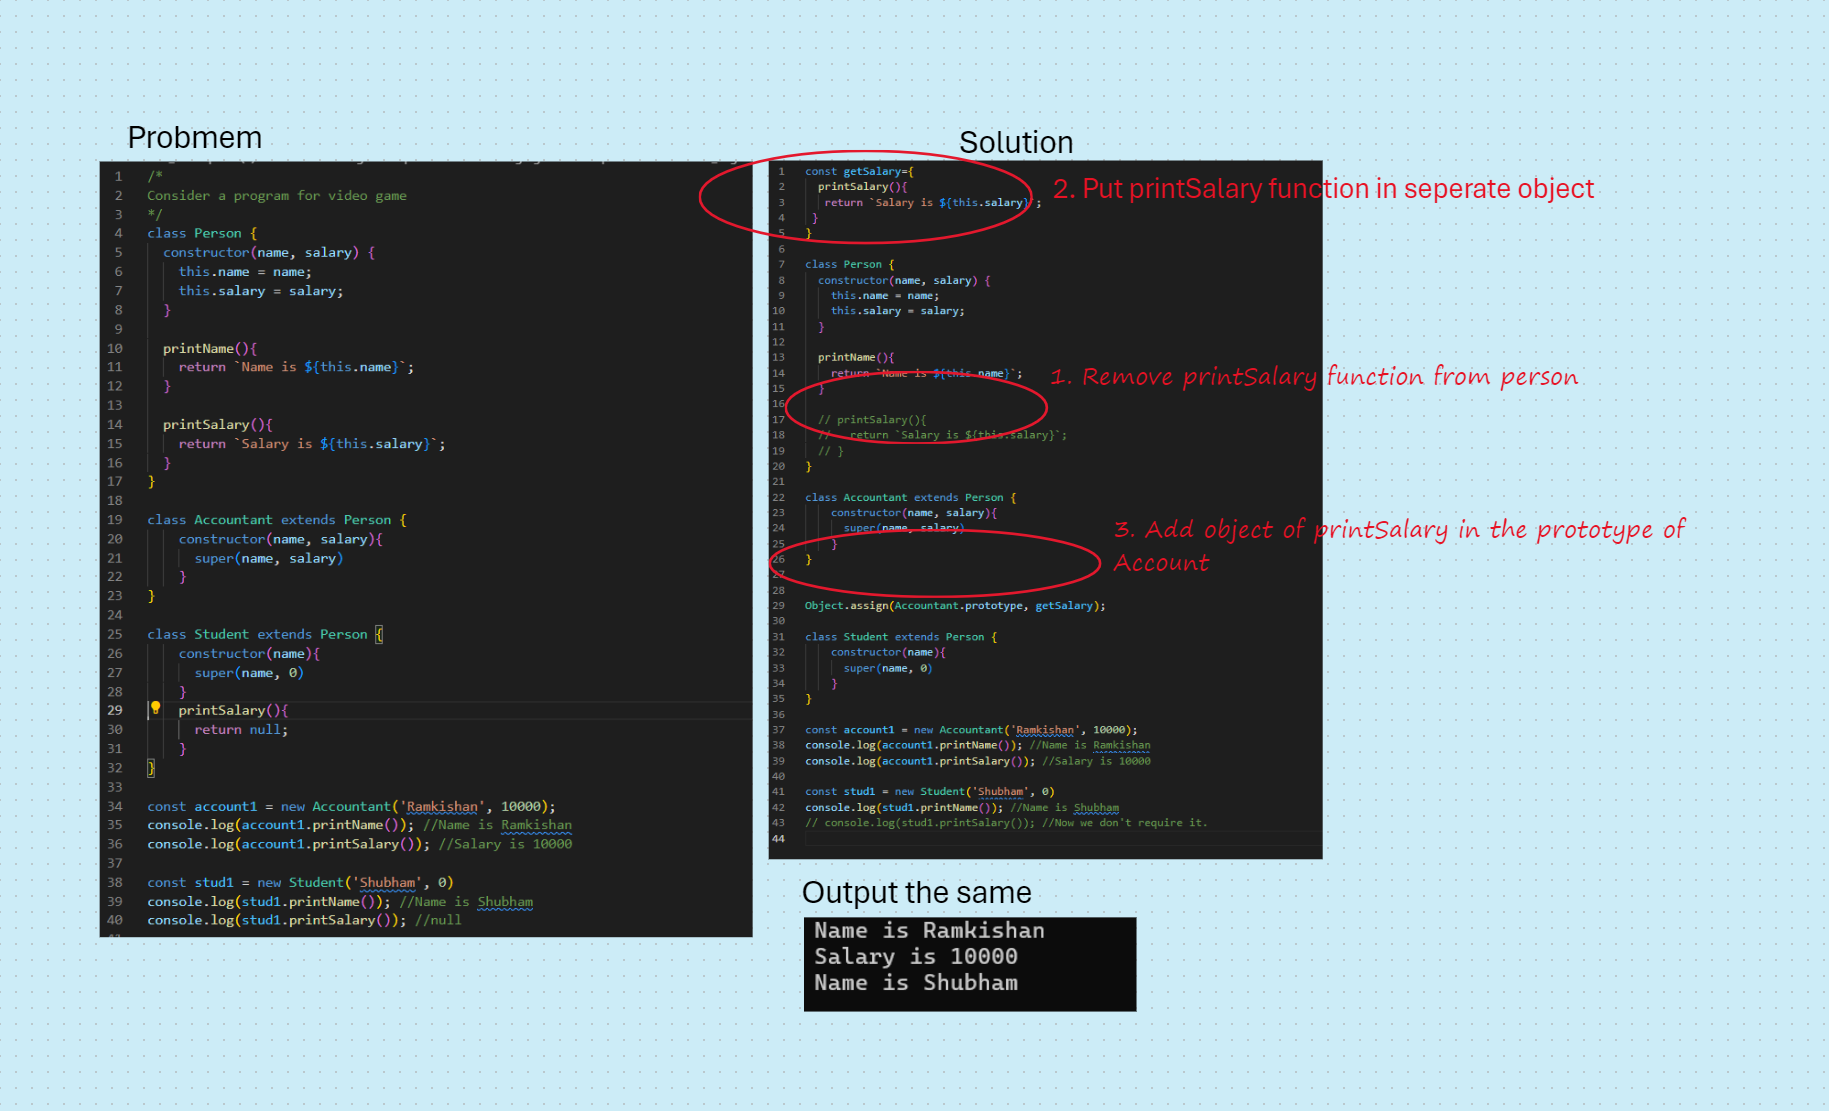 Probmem
1 /*
2 Consider a program for video game
3 */
4 class Person {
5 constructor(name, salary) {
6 this.name = name;
7 this.salary = salary;
8 }
9
10 printName(){
11 return `Name is ${this.name}`;
12 }
13
14 printSalary(){
15 return `Salary is ${this.salary}`;
16 }
17 }
18
19 class Accountant extends Person {
20 constructor(name, salary){
21 super(name, salary)
22 }
23 }
24
25 class Student extends Person {
26 constructor(name){
27 super(name, 0)
28 }
29 printSalary(){
30 return null;
31 }
32 }
33
34 const account1 = new Accountant('Ramkishan', 10000);
35 console.log(account1.printName()); //Name is Ramkishan
36 console.log(account1.printSalary()); //Salary is 10000
37
38 const stud1 = new Student('Shubham', 0)
39 console.log(stud1.printName()); //Name is Shubham
40 console.log(stud1.printSalary()); //null
Solution
1 const getSalary={
2 printSalary(){
3 return `Salary is ${this.salary}`;
4 }
5 }
6
7 class Person {
8 constructor(name, salary) {
9 this.name = name;
10 this.salary = salary;
11 }
12
13 printName(){
14 return `Name is ${this.name}`;
15 }
16
17 // printSalary(){
18 // return `Salary is ${this.salary}`;
19 // }
20 }
21
22 class Accountant extends Person {
23 constructor(name, salary){
24 super(name, salary)
25 }
26 }
27
28
29 Object.assign(Accountant.prototype, getSalary);
30
31 class Student extends Person {
32 constructor(name){
33 super(name, 0)
34 }
35 }
36
37 const account1 = new Accountant('Ramkishan', 10000);
38 console.log(account1.printName()); //Name is Ramkishan
39 console.log(account1.printSalary()); //Salary is 10000
40
41 const stud1 = new Student('Shubham', 0)
42 console.log(stud1.printName()); //Name is Shubham
43 // console.log(stud1.printSalary()); //Now we don't require it.
44
2. Put printSalary function in seperate object
1. Remove printSalary function from person
3. Add object of printSalary in the prototype of
Account
Output the same
Name is Ramkishan
Salary is 10000
Name is Shubham